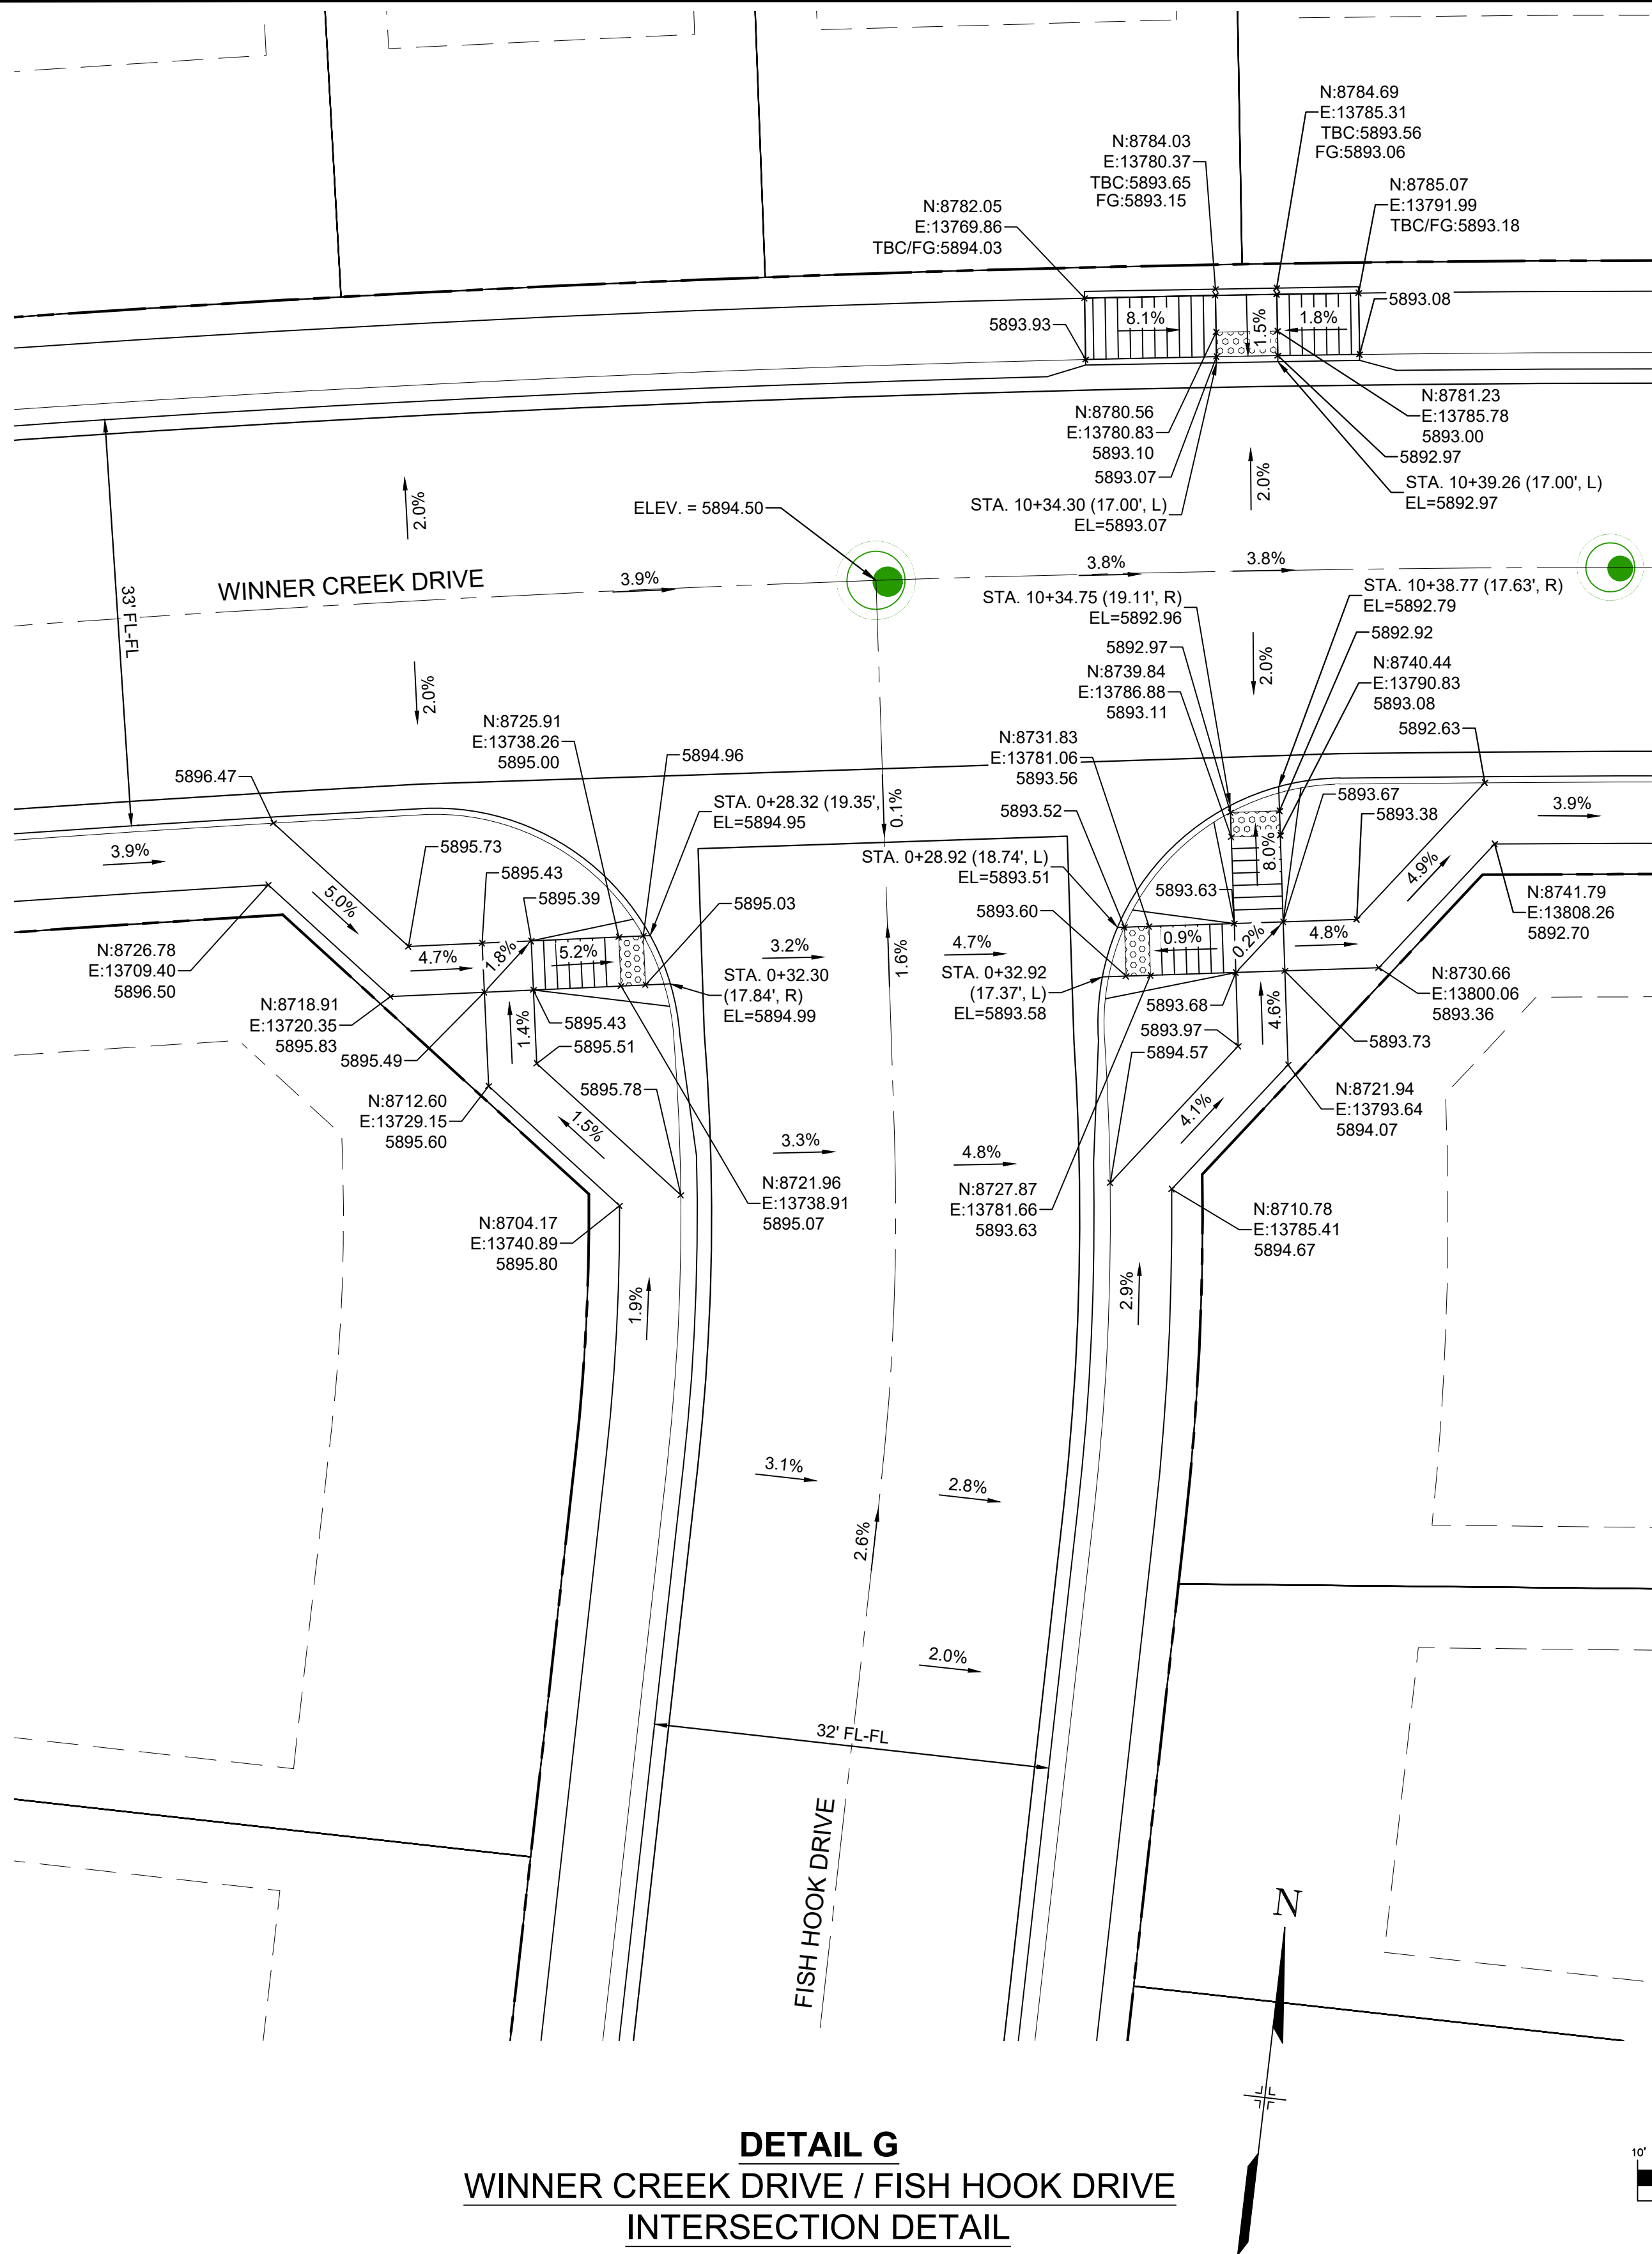 N:8784.69
E:13785.31
TBC:5893.56
FG:5893.06
N:8784.03
E:13780.37
TBC:5893.65
FG:5893.15
N:8785.07
E:13791.99
TBC/FG:5893.18
N:8782.05
E:13769.86
TBC/FG:5894.03
5893.08
5893.93
8.1%
1.5%
1.8%
N:8781.23
E:13785.78
5893.00
5892.97
N:8780.56
E:13780.83
5893.10
5893.07
STA. 10+39.26 (17.00', L)
EL=5892.97
STA. 10+34.30 (17.00', L)
EL=5893.07
2.0%
2.0%
ELEV. = 5894.50
WINNER CREEK DRIVE
3.9%
3.8%
3.8%
33' FL-FL
STA. 10+38.77 (17.63', R)
EL=5892.79
STA. 10+34.75 (19.11', R)
EL=5892.96
5892.92
5892.97
2.0%
2.0%
N:8740.44
E:13790.83
5893.08
N:8739.84
E:13786.88
5893.11
5892.63
N:8725.91
E:13738.26
5895.00
5894.96
N:8731.83
E:13781.06
5893.56
5896.47
STA. 0+28.32 (19.35',
EL=5894.95
0.1%
5893.52
5893.67
5893.38
3.9%
3.9%
5895.73
5895.43
5895.39
STA. 0+28.92 (18.74', L)
EL=5893.51
8.0%
4.9%
5.0%
5895.03
5893.63
5893.60
N:8741.79
E:13808.26
5892.70
N:8726.78
E:13709.40
5896.50
4.7%
1.8%
5.2%
3.2%
1.6%
4.7%
0.9%
0.2%
4.8%
STA. 0+32.30
(17.84', R)
EL=5894.99
STA. 0+32.92
(17.37', L)
EL=5893.58
N:8730.66
E:13800.06
5893.36
N:8718.91
E:13720.35
5895.83
5895.49
1.4%
5895.43
5895.51
5895.78
5893.68
5893.97
5894.57
4.6%
5893.73
N:8712.60
E:13729.15
5895.60
1.5%
3.3%
4.8%
4.1%
N:8721.94
E:13793.64
5894.07
N:8721.96
E:13738.91
5895.07
N:8727.87
E:13781.66
5893.63
N:8704.17
E:13740.89
5895.80
N:8710.78
E:13785.41
5894.67
1.9%
2.9%
3.1%
2.8%
2.6%
2.0%
32' FL-FL
FISH HOOK DRIVE
N
10'
DETAIL G
WINNER CREEK DRIVE / FISH HOOK DRIVE
INTERSECTION DETAIL